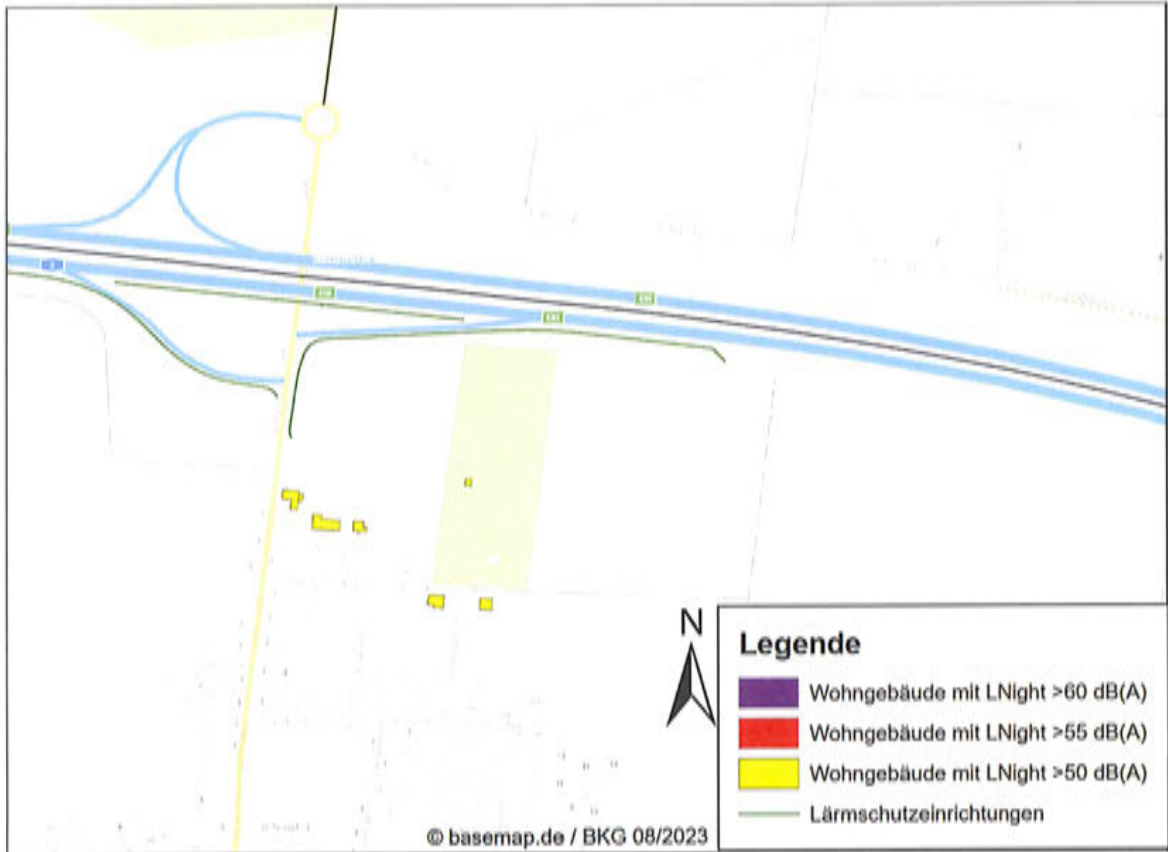 N
Legende
Wohngebäude mit LNight >60 dB(A)
Wohngebäude mit LNight >55 dB(A)
Wohngebäude mit LNight >50 dB(A)
Lärmschutzeinrichtungen
© basemap.de / BKG 08/2023